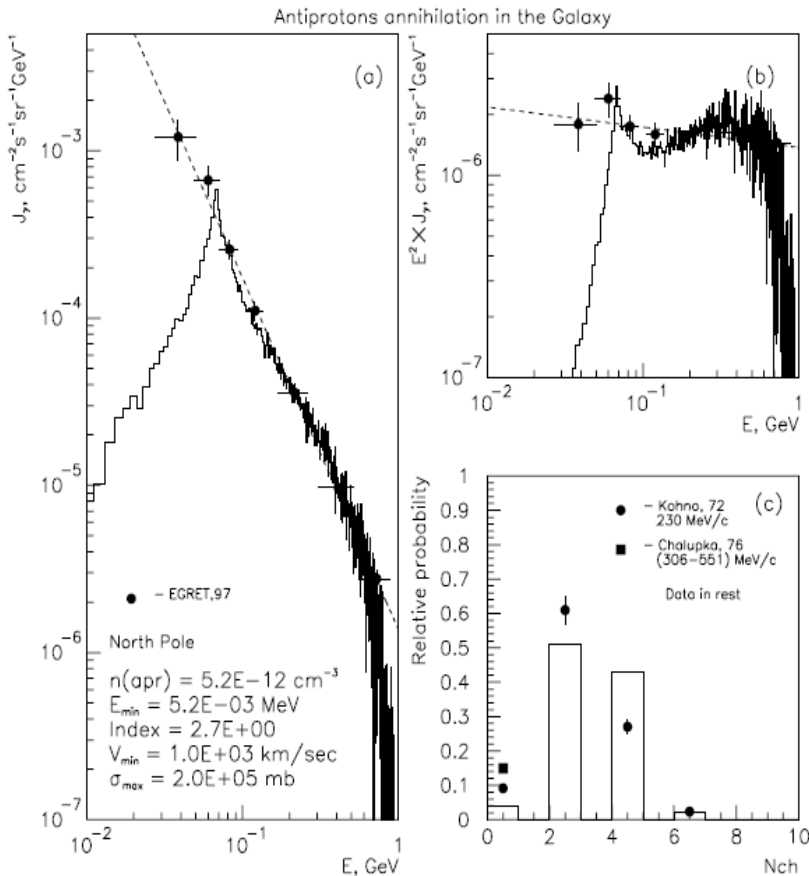 Antiprotons annihilation in the Galaxy
(a)
J_γ, cm⁻²s⁻¹sr⁻¹GeV⁻¹
10⁻³
10⁻⁴
10⁻⁵
10⁻⁶
10⁻⁷
– EGRET,97
North Pole
n(apr) = 5.2E−12 cm⁻³
E_min = 5.2E−03 MeV
Index = 2.7E+00
V_min = 1.0E+03 km/sec
σ_max = 2.0E+05 mb
10⁻² 10⁻¹ 1
E, GeV
(b)
E² X J_γ, cm⁻²s⁻¹sr⁻¹GeV⁻¹
10⁻⁶
10⁻⁷
10⁻² 10⁻¹ 1
E, GeV
(c)
Relative probability
1
0.9
0.8
0.7
0.6
0.5
0.4
0.3
0.2
0.1
0
– Kohno, 72
230 MeV/c
– Chalupka, 76
(306–551) MeV/c
Data in rest
0 2 4 6 8 10
Nch